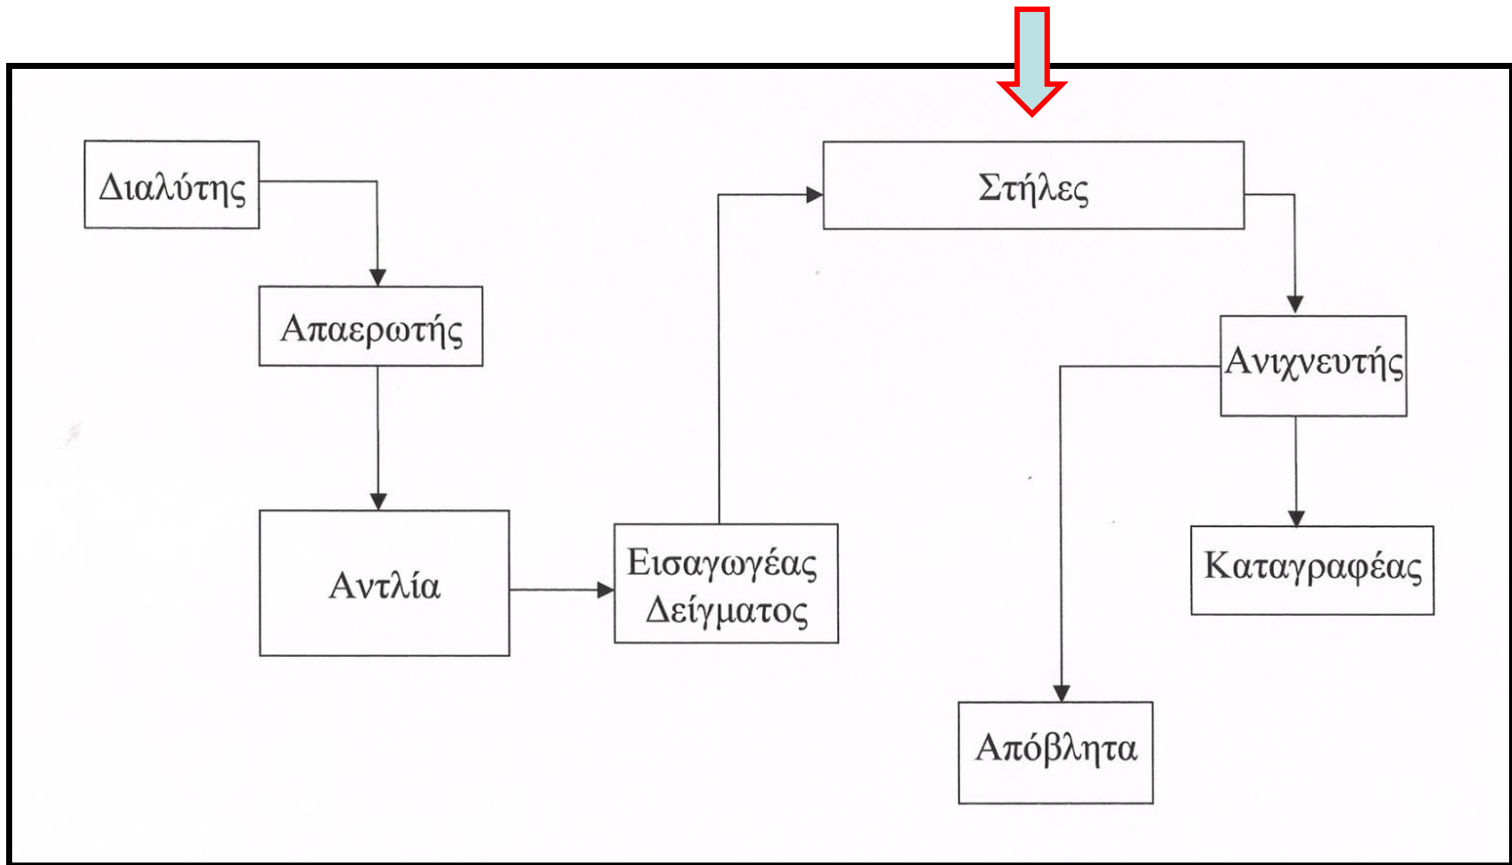 Διαλύτης
Απαερωτής
Αντλία
Εισαγωγέας
Δείγματος
Στήλες
Ανιχνευτής
Καταγραφέας
Απόβλητα